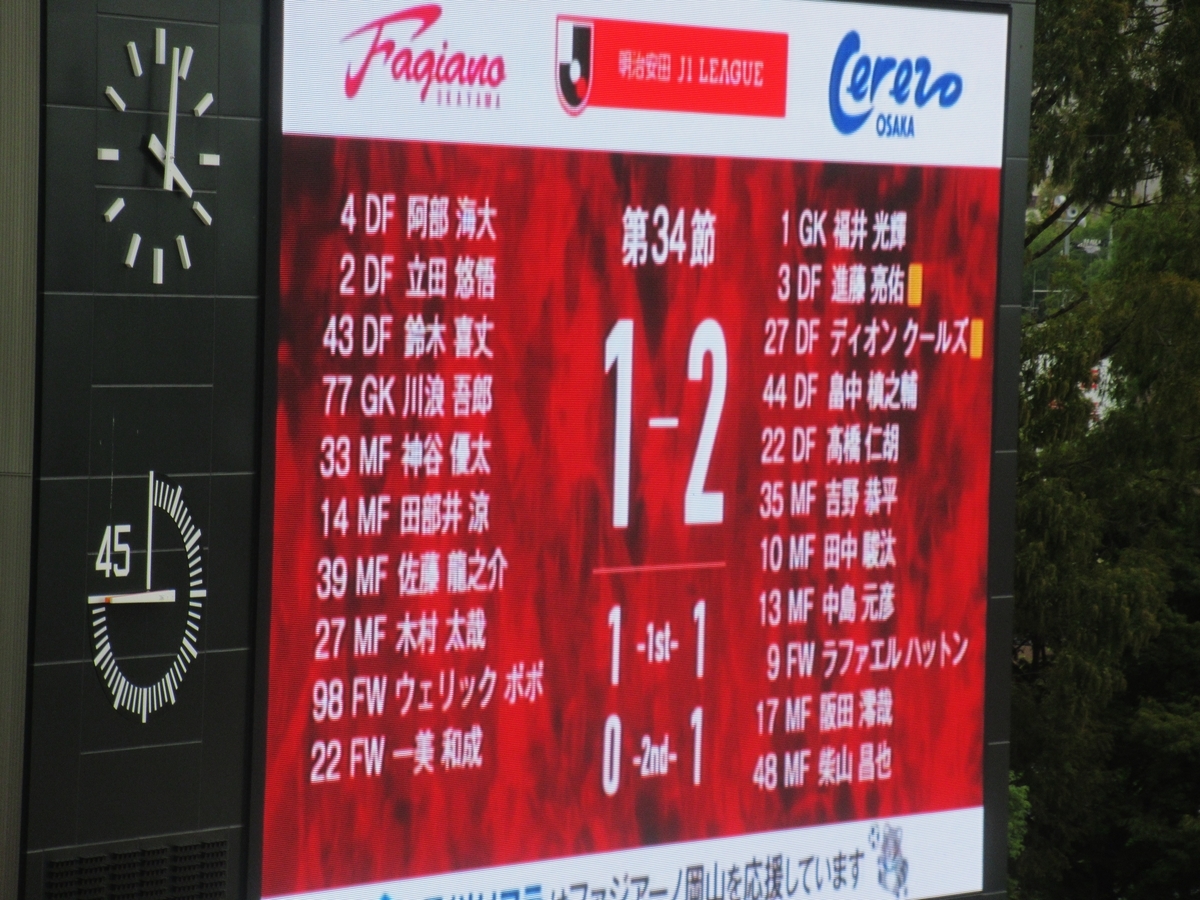 Fagiano
OKAYAMA
明治安田 J1 LEAGUE
Cerezo
OSAKA
第34節
1-2
1 -1st- 1
0 -2nd- 1
4 DF 阿部 海大
2 DF 立田 悠悟
43 DF 鈴木 喜丈
77 GK 川浪 吾郎
33 MF 神谷 優太
14 MF 田部井 涼
39 MF 佐藤 龍之介
27 MF 木村 太哉
98 FW ウェリック ポポ
22 FW 一美 和成
1 GK 福井 光輝
3 DF 進藤 亮佑
27 DF ディオン クールズ
44 DF 畠中 槙之輔
22 DF 髙橋 仁胡
35 MF 吉野 恭平
10 MF 田中 駿汰
13 MF 中島 元彦
9 FW ラファエル ハットン
17 MF 阪田 澪哉
48 MF 柴山 昌也
45
はファジアーノ岡山を応援しています